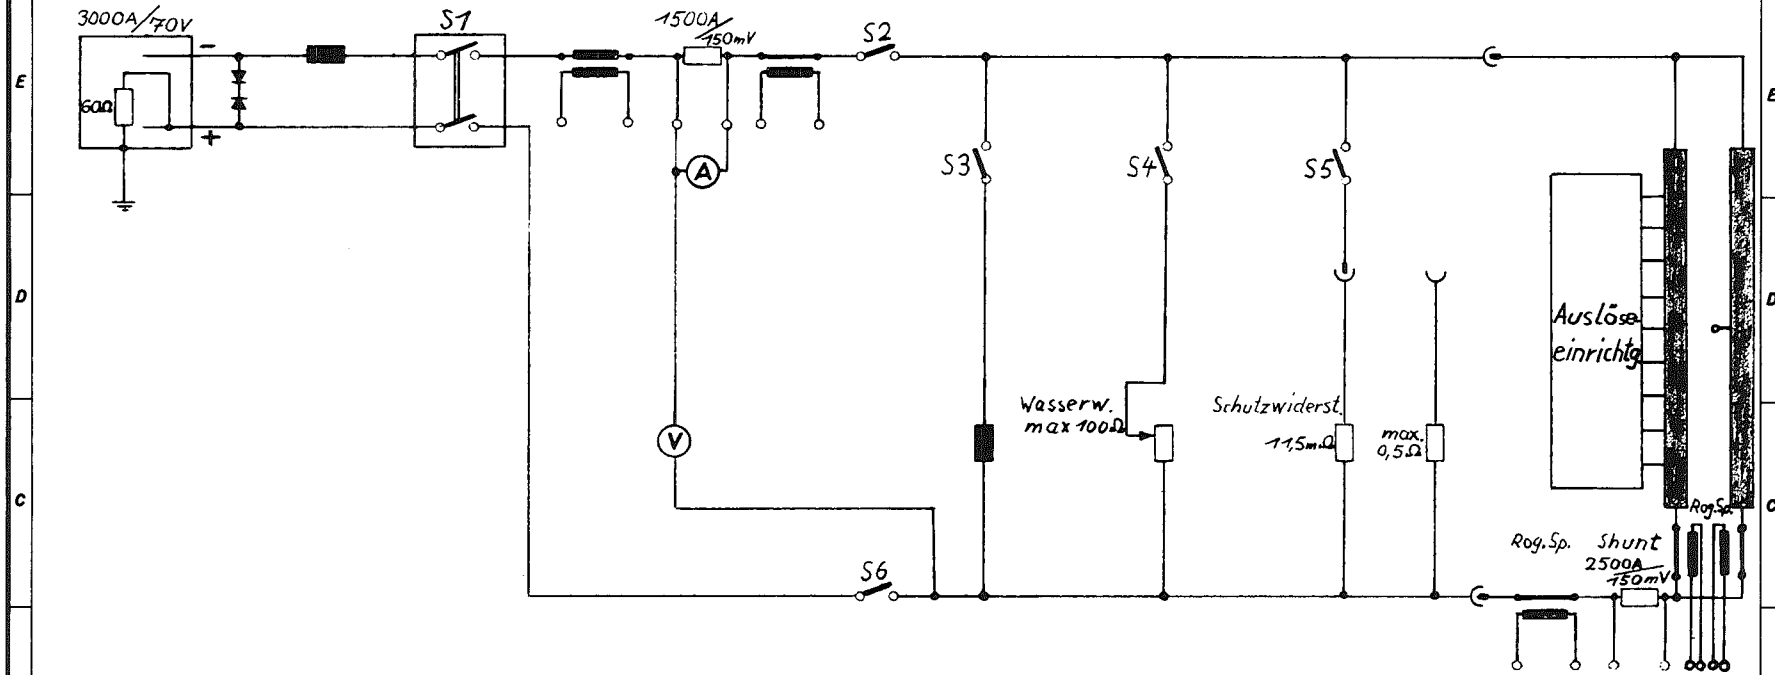 3000A/70V
S1
1500A/
150mV
S2
E
E
60Ω
-
+
A
S3
S4
S5
D
D
Auslöse
einrichtg
Wasserw.
max 100Ω
Schutzwiderst.
11,5mΩ
max.
0,5Ω
V
C
C
Rog.Sp.
Rog.Sp.
Shunt
2500A/
150mV
S6